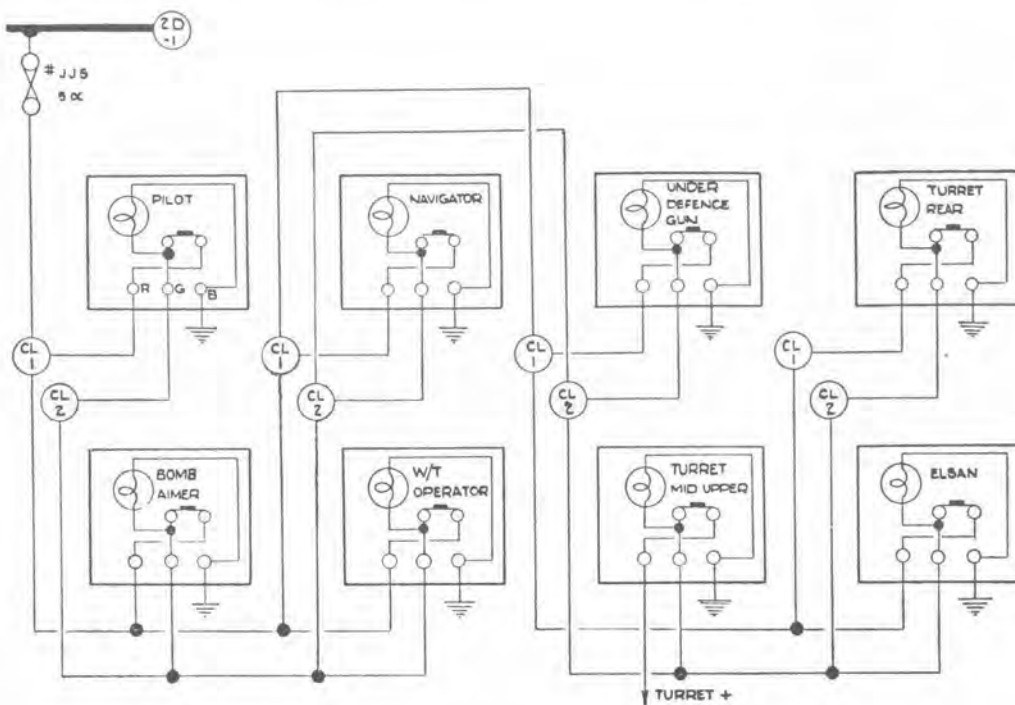 2D
-1
# JJ5
5 α
PILOT
R G B
NAVIGATOR
UNDER
DEFENCE
GUN
TURRET
REAR
CL
1
CL
1
CL
1
CL
1
CL
2
CL
2
CL
2
CL
2
BOMB
AIMER
W/T
OPERATOR
TURRET
MID UPPER
ELSAN
TURRET +